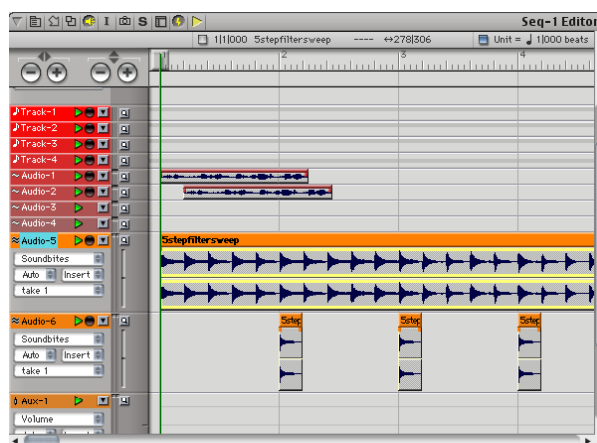 Seq-1 Editor
1|1|000 5stepfiltersweep ---- ↔278|306 Unit = 1|000 beats
1 2 3 4
Track-1
Track-2
Track-3
Track-4
Audio-1
Audio-2
Audio-3
Audio-4
Audio-5
5stepfiltersweep
Soundbites
Auto Insert
take 1
Audio-6
5step 5step 5step
Soundbites
Auto Insert
take 1
Aux-1
Volume